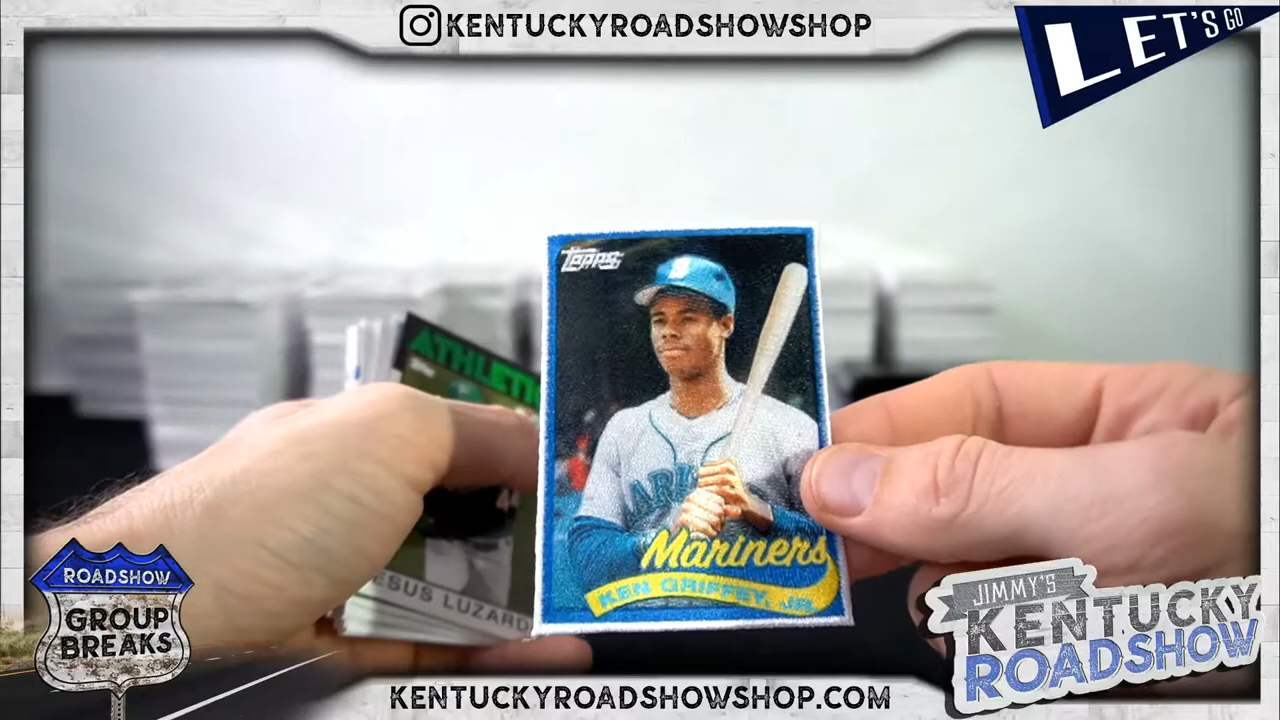 KENTUCKYROADSHOWSHOP
LET'S GO
Topps
ATHLETI
topps
Mariners
KEN GRIFFEY, JR.
ESUS LUZARD
ROADSHOW
GROUP
BREAKS
JIMMY'S
KENTUCKY
ROADSHOW
KENTUCKYROADSHOWSHOP.COM